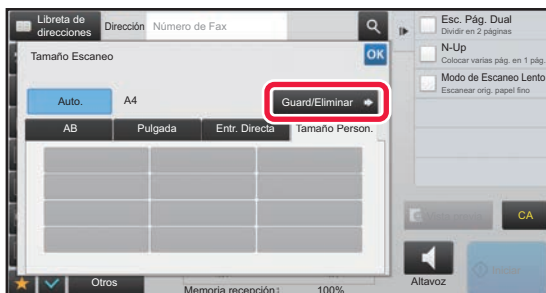 Libreta de
direcciones
Dirección
Número de Fax
Tamaño Escaneo
OK
Auto.
A4
Guard/Eliminar
AB
Pulgada
Entr. Directa
Tamaño Person.
Otros
Memoria recepción:
100%
Esc. Pág. Dual
Dividir en 2 páginas
N-Up
Colocar varias pág. en 1 pág.
Modo de Escaneo Lento
Escanear orig. papel fino
CA
Altavoz